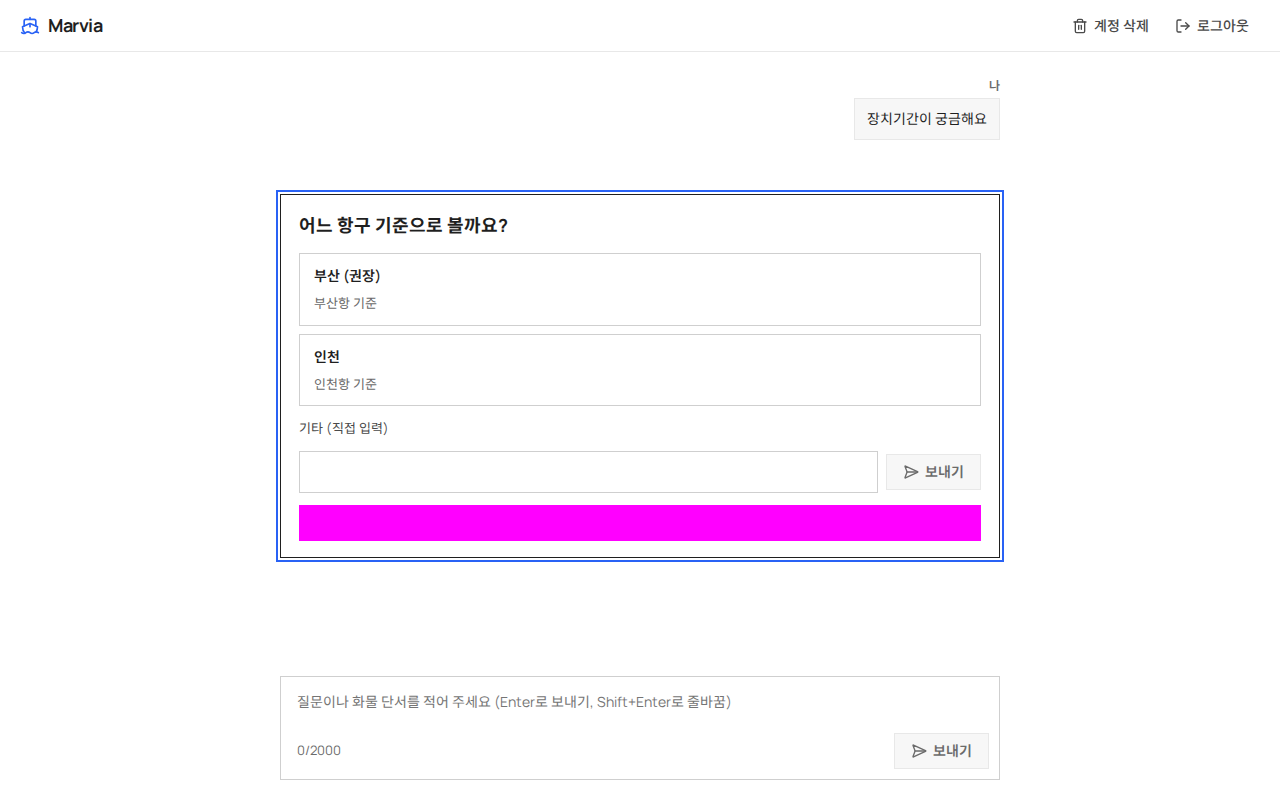 Marvia
계정 삭제
로그아웃
나
장치기간이 궁금해요
어느 항구 기준으로 볼까요?
부산 (권장)
부산항 기준
인천
인천항 기준
기타 (직접 입력)
보내기
질문이나 화물 단서를 적어 주세요 (Enter로 보내기, Shift+Enter로 줄바꿈)
0/2000
보내기